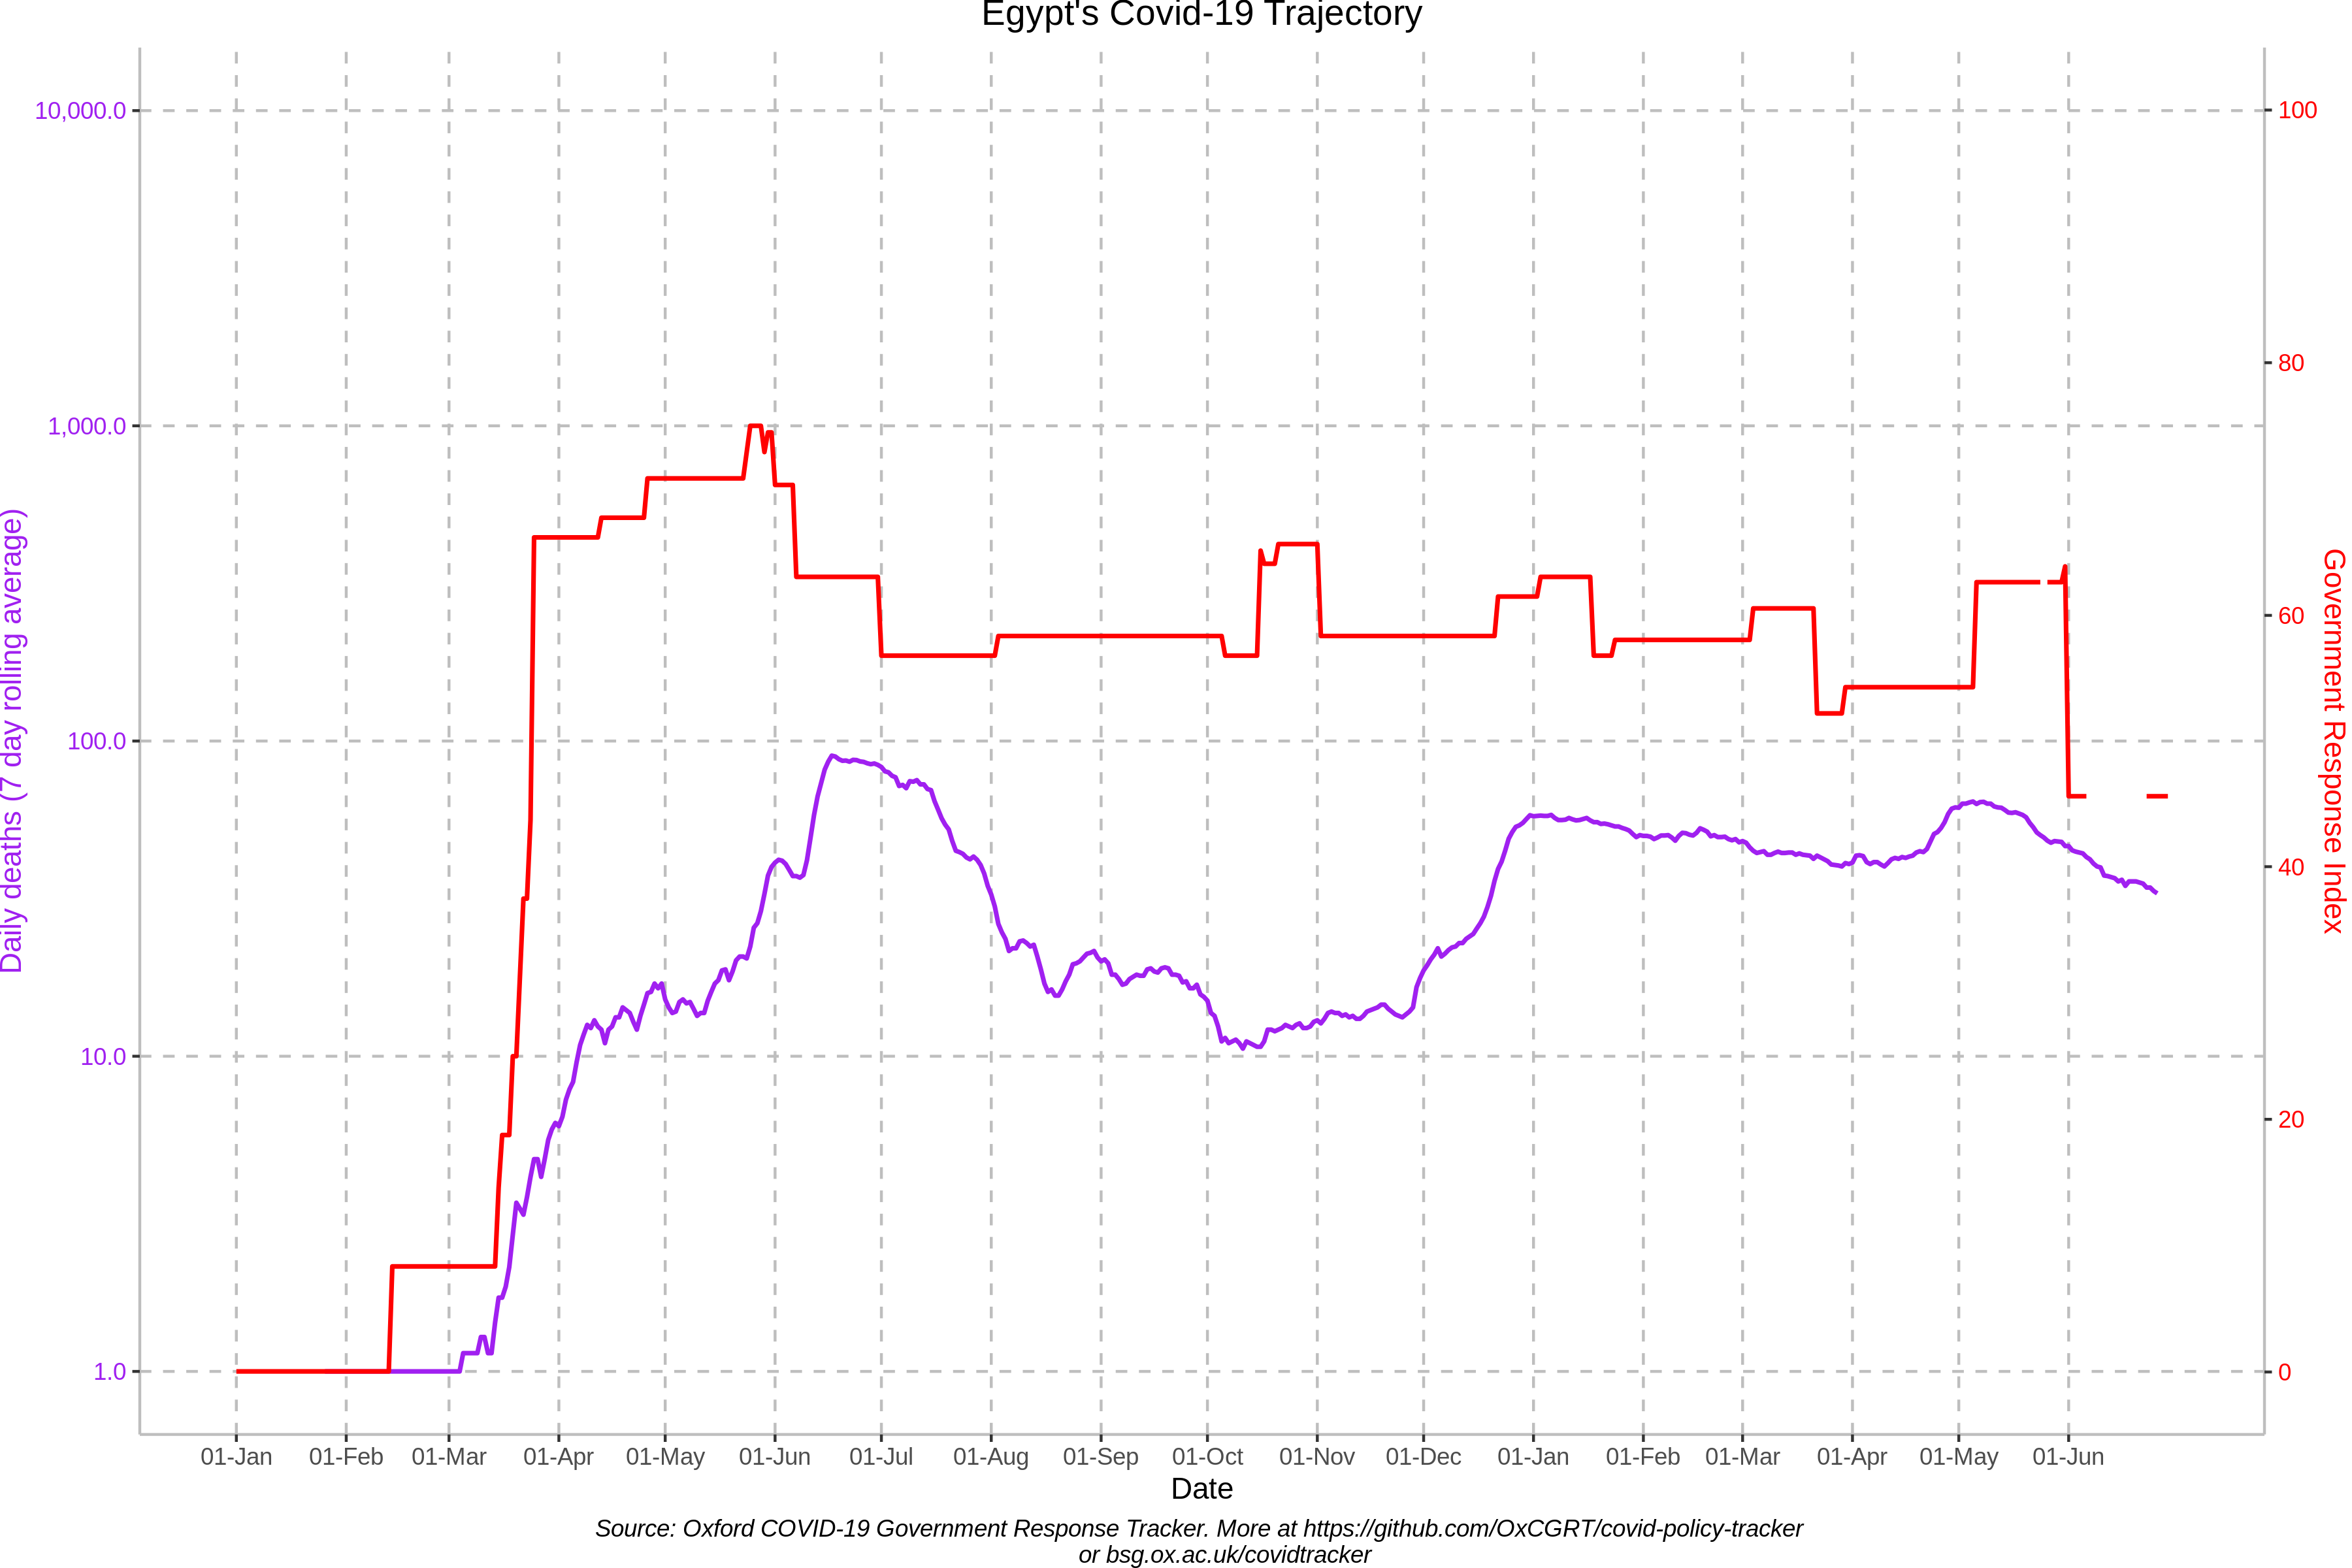 Egypt's Covid-19 Trajectory
10,000.0
1,000.0
100.0
10.0
1.0
Daily deaths (7 day rolling average)
100
80
60
40
20
0
Government Response Index
01-Jan 01-Feb 01-Mar 01-Apr 01-May 01-Jun 01-Jul 01-Aug 01-Sep 01-Oct 01-Nov 01-Dec 01-Jan 01-Feb 01-Mar 01-Apr 01-May 01-Jun
Date
Source: Oxford COVID-19 Government Response Tracker. More at https://github.com/OxCGRT/covid-policy-tracker
or bsg.ox.ac.uk/covidtracker